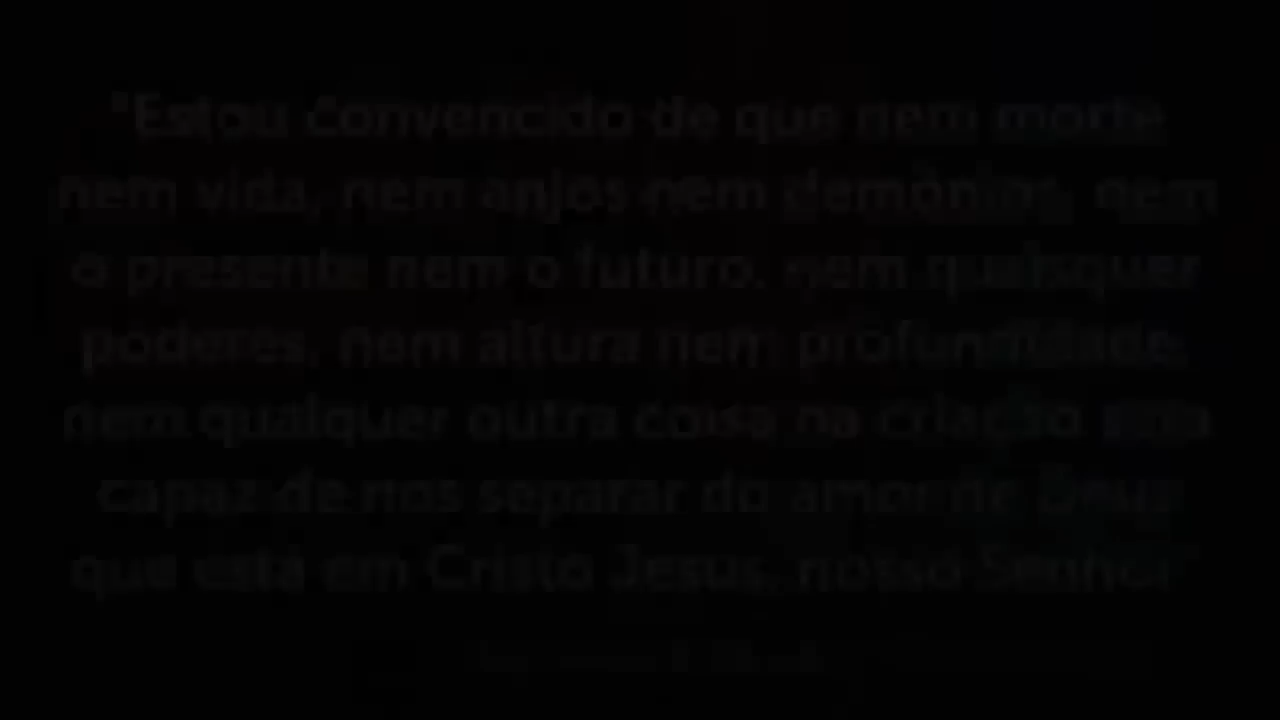 "Estou convencido de que nem morte
nem vida, nem anjos nem demônios, nem
o presente nem o futuro, nem quaisquer
poderes, nem altura nem profundidade,
nem qualquer outra coisa na criação será
capaz de nos separar do amor de Deus
que está em Cristo Jesus, nosso Senhor"